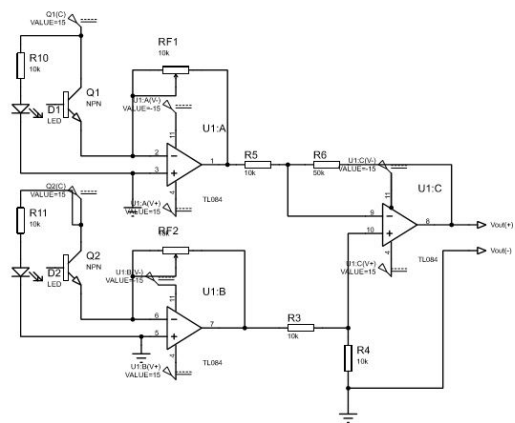 Q1(C)
VALUE=15
R10
10k
Q1
NPN
D1
LED
RF1
10k
U1:A(V-)
VALUE=-15
11
U1:A
2
3
1
4
TL084
U1:A(V+)
VALUE=15
R5
10k
R6
50k
U1:C(V-)
VALUE=-15
11
U1:C
9
10
8
4
TL084
U1:C(V+)
VALUE=15
Vout(+)
Vout(-)
Q2(C)
VALUE=15
R11
10k
Q2
NPN
D2
LED
RF2
U1:B(V-)
VALUE=-15
11
U1:B
6
5
7
4
TL084
U1:B(V+)
VALUE=15
R3
10k
R4
10k